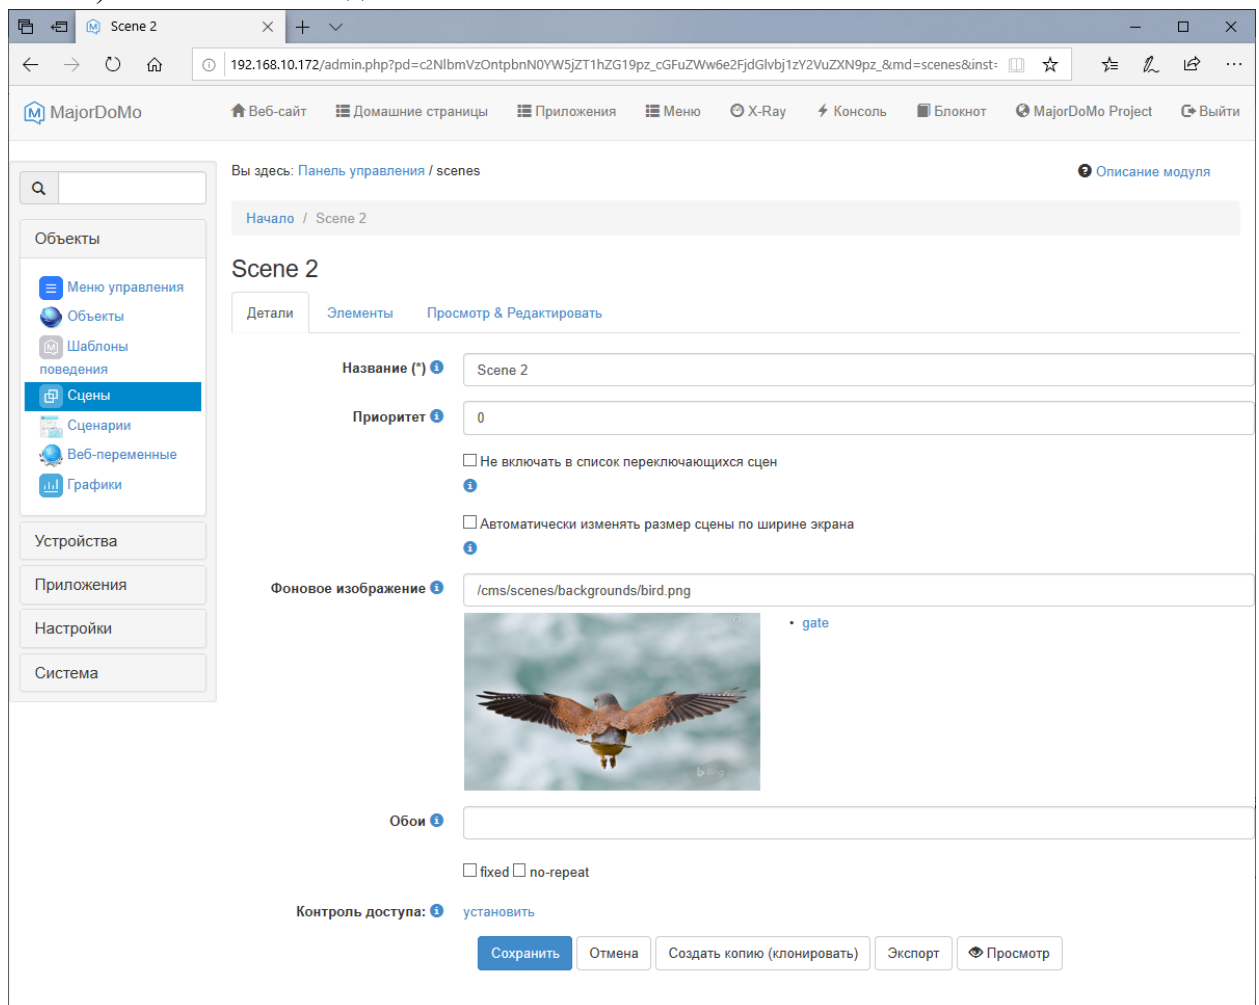 Scene 2
192.168.10.172/admin.php?pd=c2NlbmVzOntpbnN0YW5jZT1hZG19pz_cGFuZWw6e2FjdGlvbj1zY2VuZXN9pz_&md=scenes&inst=
MajorDoMo
Веб-сайт Домашние страницы Приложения Меню X-Ray Консоль Блокнот MajorDoMo Project Выйти
Вы здесь: Панель управления / scenes
Описание модуля
Начало / Scene 2
Объекты
Меню управления
Объекты
Шаблоны
поведения
Сцены
Сценарии
Веб-переменные
Графики
Устройства
Приложения
Настройки
Система
Scene 2
Детали Элементы Просмотр & Редактировать
Название (*) Scene 2
Приоритет 0
Не включать в список переключающихся сцен
Автоматически изменять размер сцены по ширине экрана
Фоновое изображение /cms/scenes/backgrounds/bird.png
• gate
Обои
fixed no-repeat
Контроль доступа: установить
Сохранить Отмена Создать копию (клонировать) Экспорт Просмотр